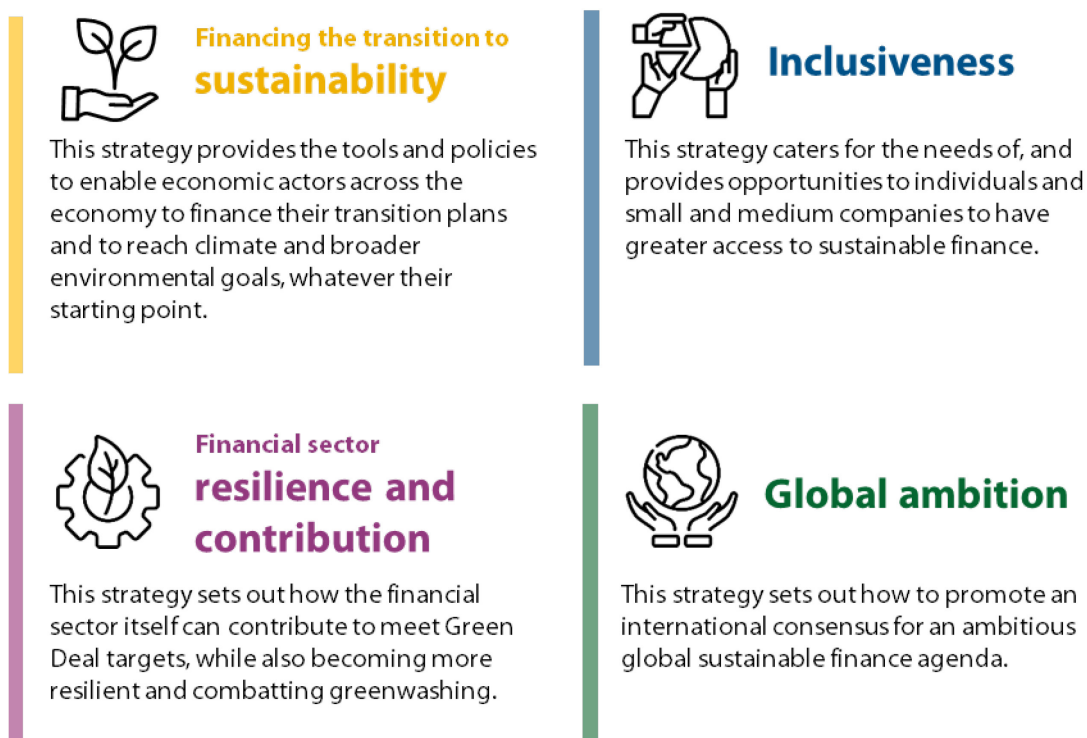 Financing the transition to
sustainability
This strategy provides the tools and policies
to enable economic actors across the
economy to finance their transition plans
and to reach climate and broader
environmental goals, whatever their
starting point.
Inclusiveness
This strategy caters for the needs of, and
provides opportunities to individuals and
small and medium companies to have
greater access to sustainable finance.
Financial sector
resilience and
contribution
This strategy sets out how the financial
sector itself can contribute to meet Green
Deal targets, while also becoming more
resilient and combatting greenwashing.
Global ambition
This strategy sets out how to promote an
international consensus for an ambitious
global sustainable finance agenda.